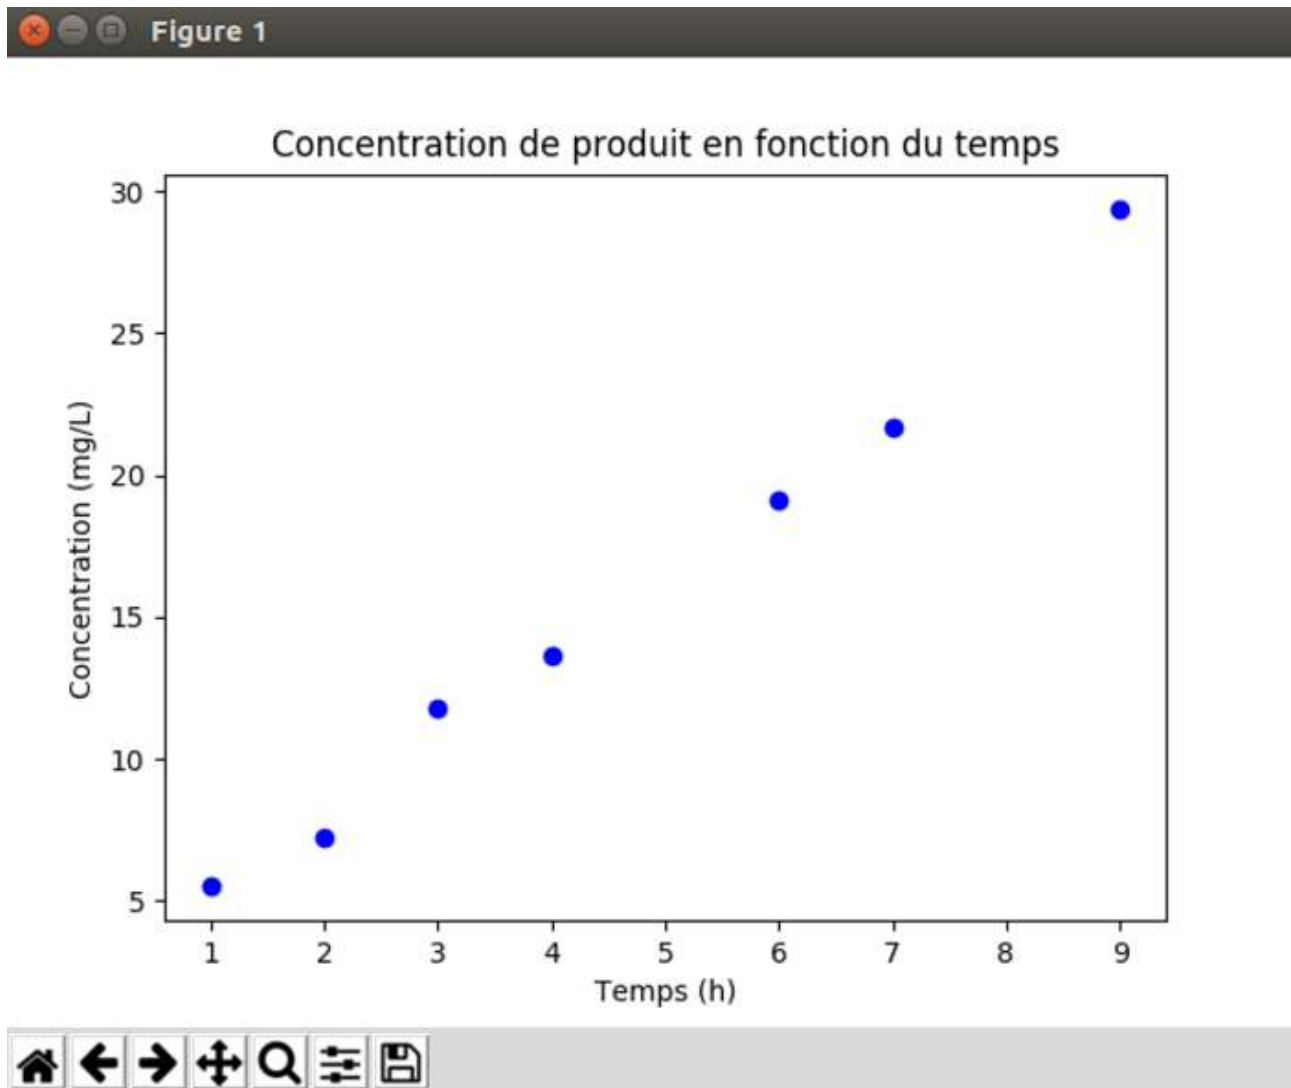 Figure 1
Concentration de produit en fonction du temps
30
25
20
15
10
5
Concentration (mg/L)
1 2 3 4 5 6 7 8 9
Temps (h)